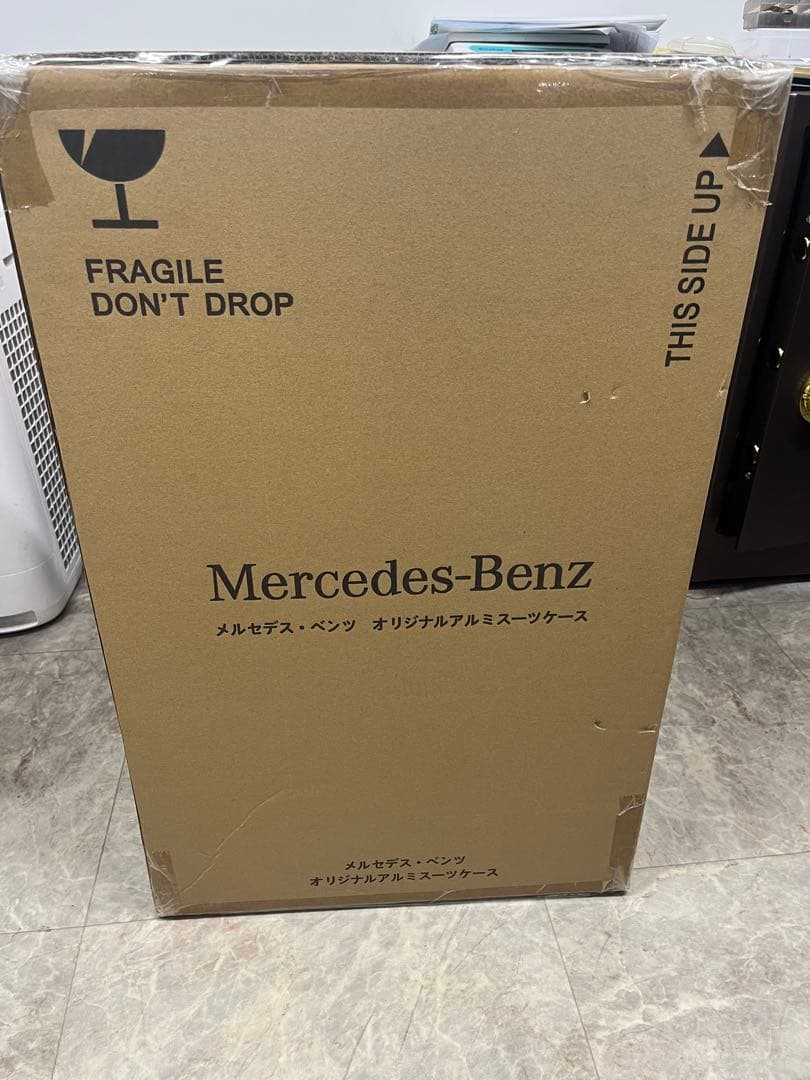 FRAGILE
DON'T DROP
THIS SIDE UP
Mercedes-Benz
メルセデス・ベンツ オリジナルアルミスーツケース
メルセデス・ベンツ
オリジナルアルミスーツケース